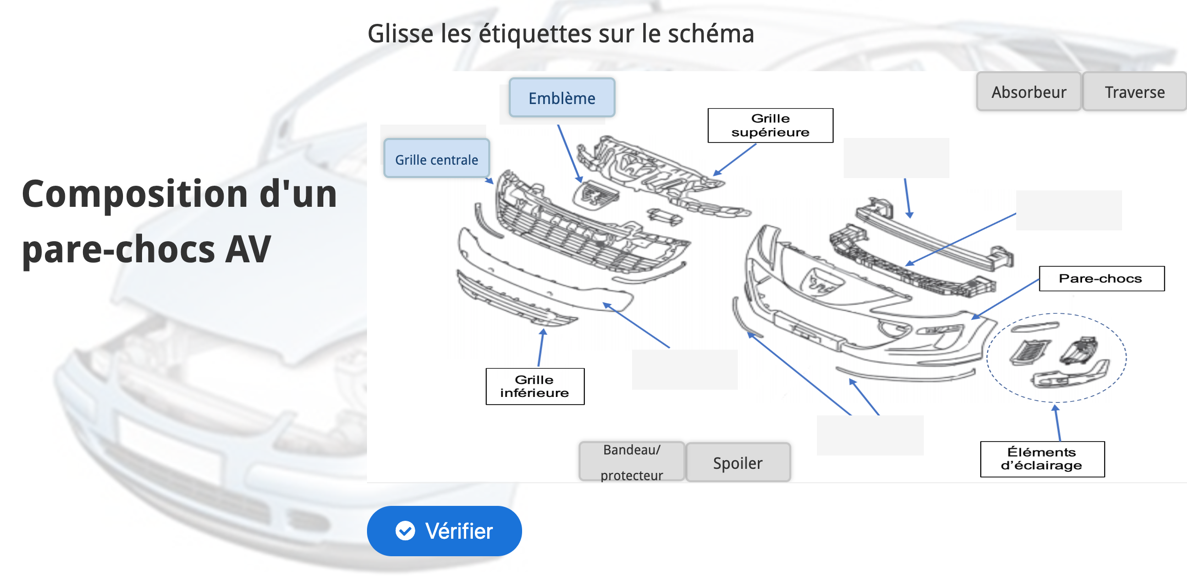 Glisse les étiquettes sur le schéma
Composition d'un
pare-chocs AV
Emblème
Grille
supérieure
Absorbeur
Traverse
Grille centrale
Pare-chocs
Grille
inférieure
Bandeau/
protecteur
Spoiler
Éléments
d'éclairage
Vérifier